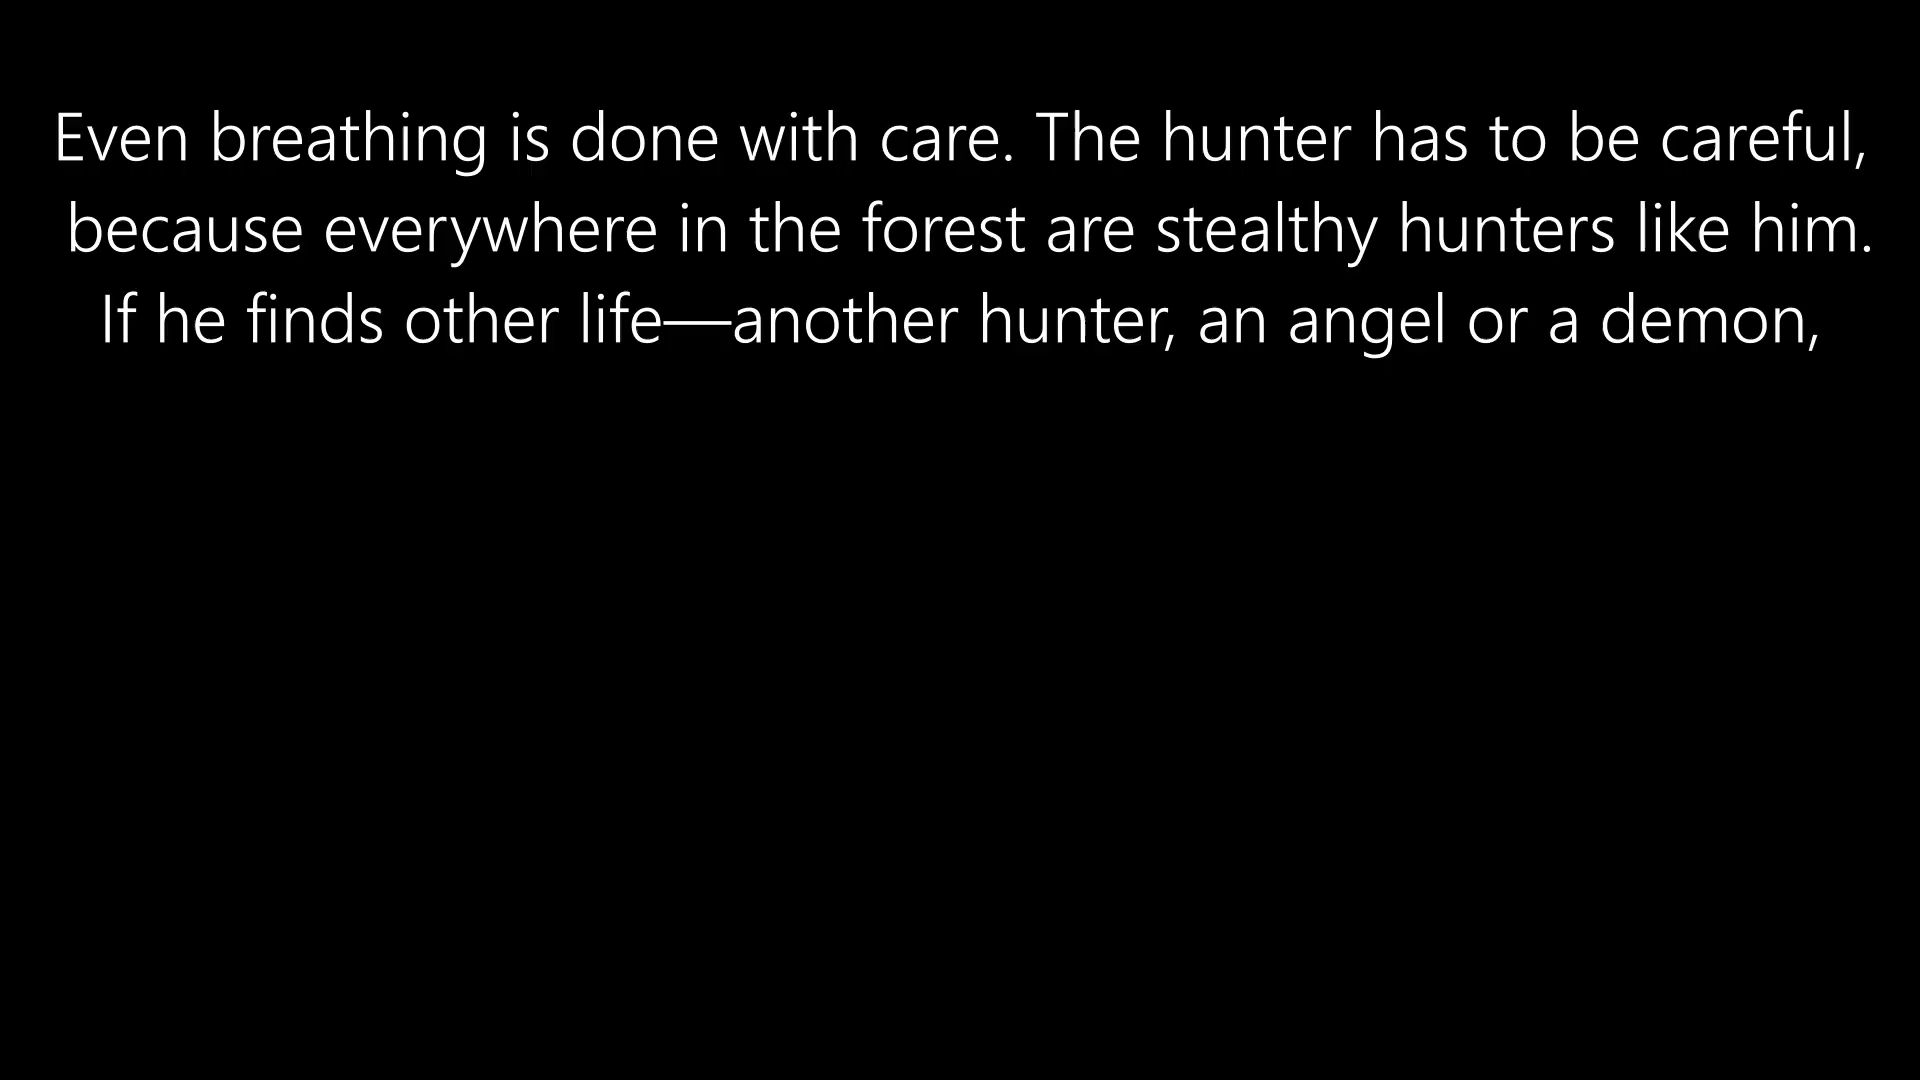 Even breathing is done with care. The hunter has to be careful,
because everywhere in the forest are stealthy hunters like him.
If he finds other life—another hunter, an angel or a demon,